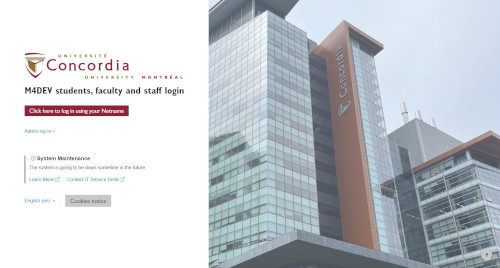 UNIVERSITÉ
Concordia
UNIVERSITY MONTRÉAL
M4DEV students, faculty and staff login
Click here to log in using your Netname
Admin log in
System Maintenance
The system is going to be down sometime in the future
Learn More
Contact IT Service Desk
English (en)
Cookies notice
Concordia
?